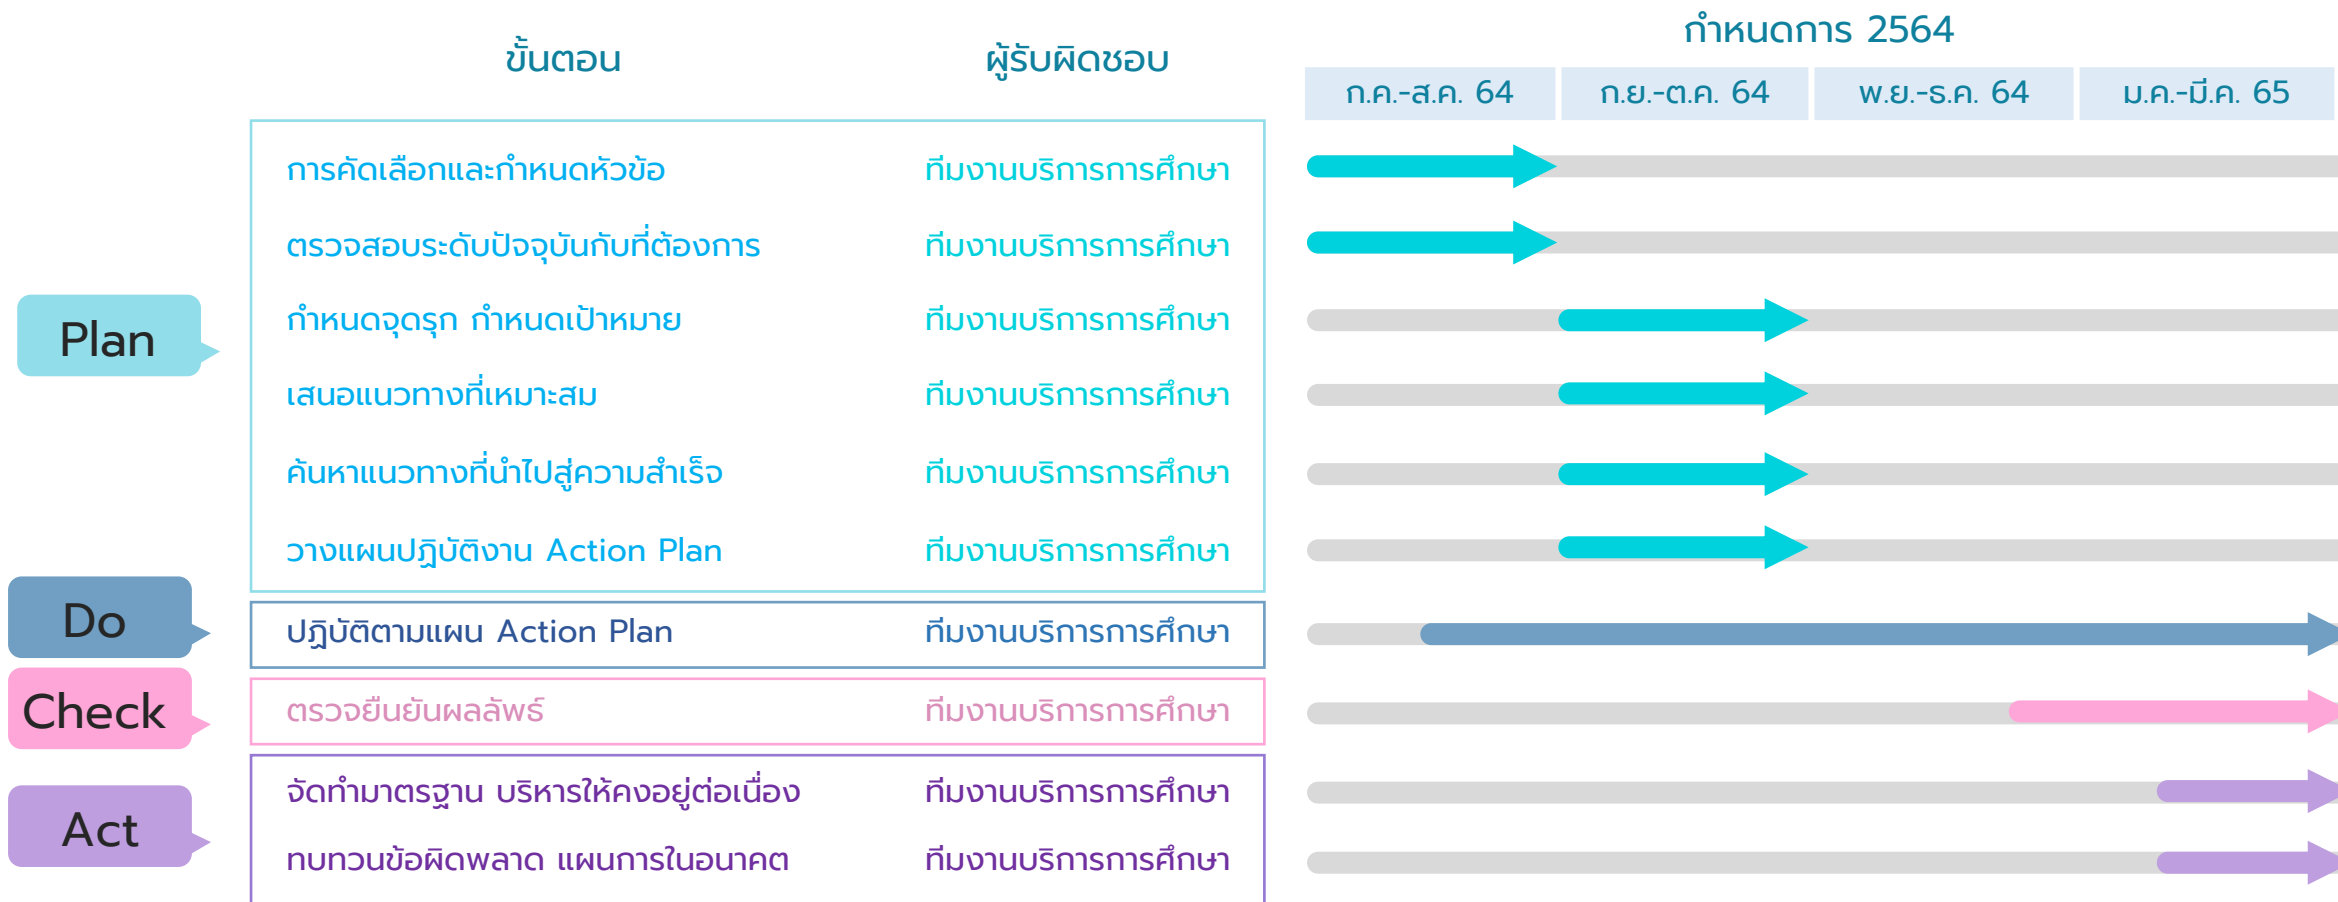 กำหนดการ 2564
ขั้นตอน ผู้รับผิดชอบ
ก.ค.-ส.ค. 64 ก.ย.-ต.ค. 64 พ.ย.-ธ.ค. 64 ม.ค.-มี.ค. 65
Plan
การคัดเลือกและกำหนดหัวข้อ ทีมงานบริการการศึกษา
ตรวจสอบระดับปัจจุบันกับที่ต้องการ ทีมงานบริการการศึกษา
กำหนดจุดรุก กำหนดเป้าหมาย ทีมงานบริการการศึกษา
เสนอแนวทางที่เหมาะสม ทีมงานบริการการศึกษา
ค้นหาแนวทางที่นำไปสู่ความสำเร็จ ทีมงานบริการการศึกษา
วางแผนปฏิบัติงาน Action Plan ทีมงานบริการการศึกษา
Do
ปฏิบัติตามแผน Action Plan ทีมงานบริการการศึกษา
Check
ตรวจยืนยันผลลัพธ์ ทีมงานบริการการศึกษา
Act
จัดทำมาตรฐาน บริหารให้คงอยู่ต่อเนื่อง ทีมงานบริการการศึกษา
ทบทวนข้อผิดพลาด แผนการในอนาคต ทีมงานบริการการศึกษา